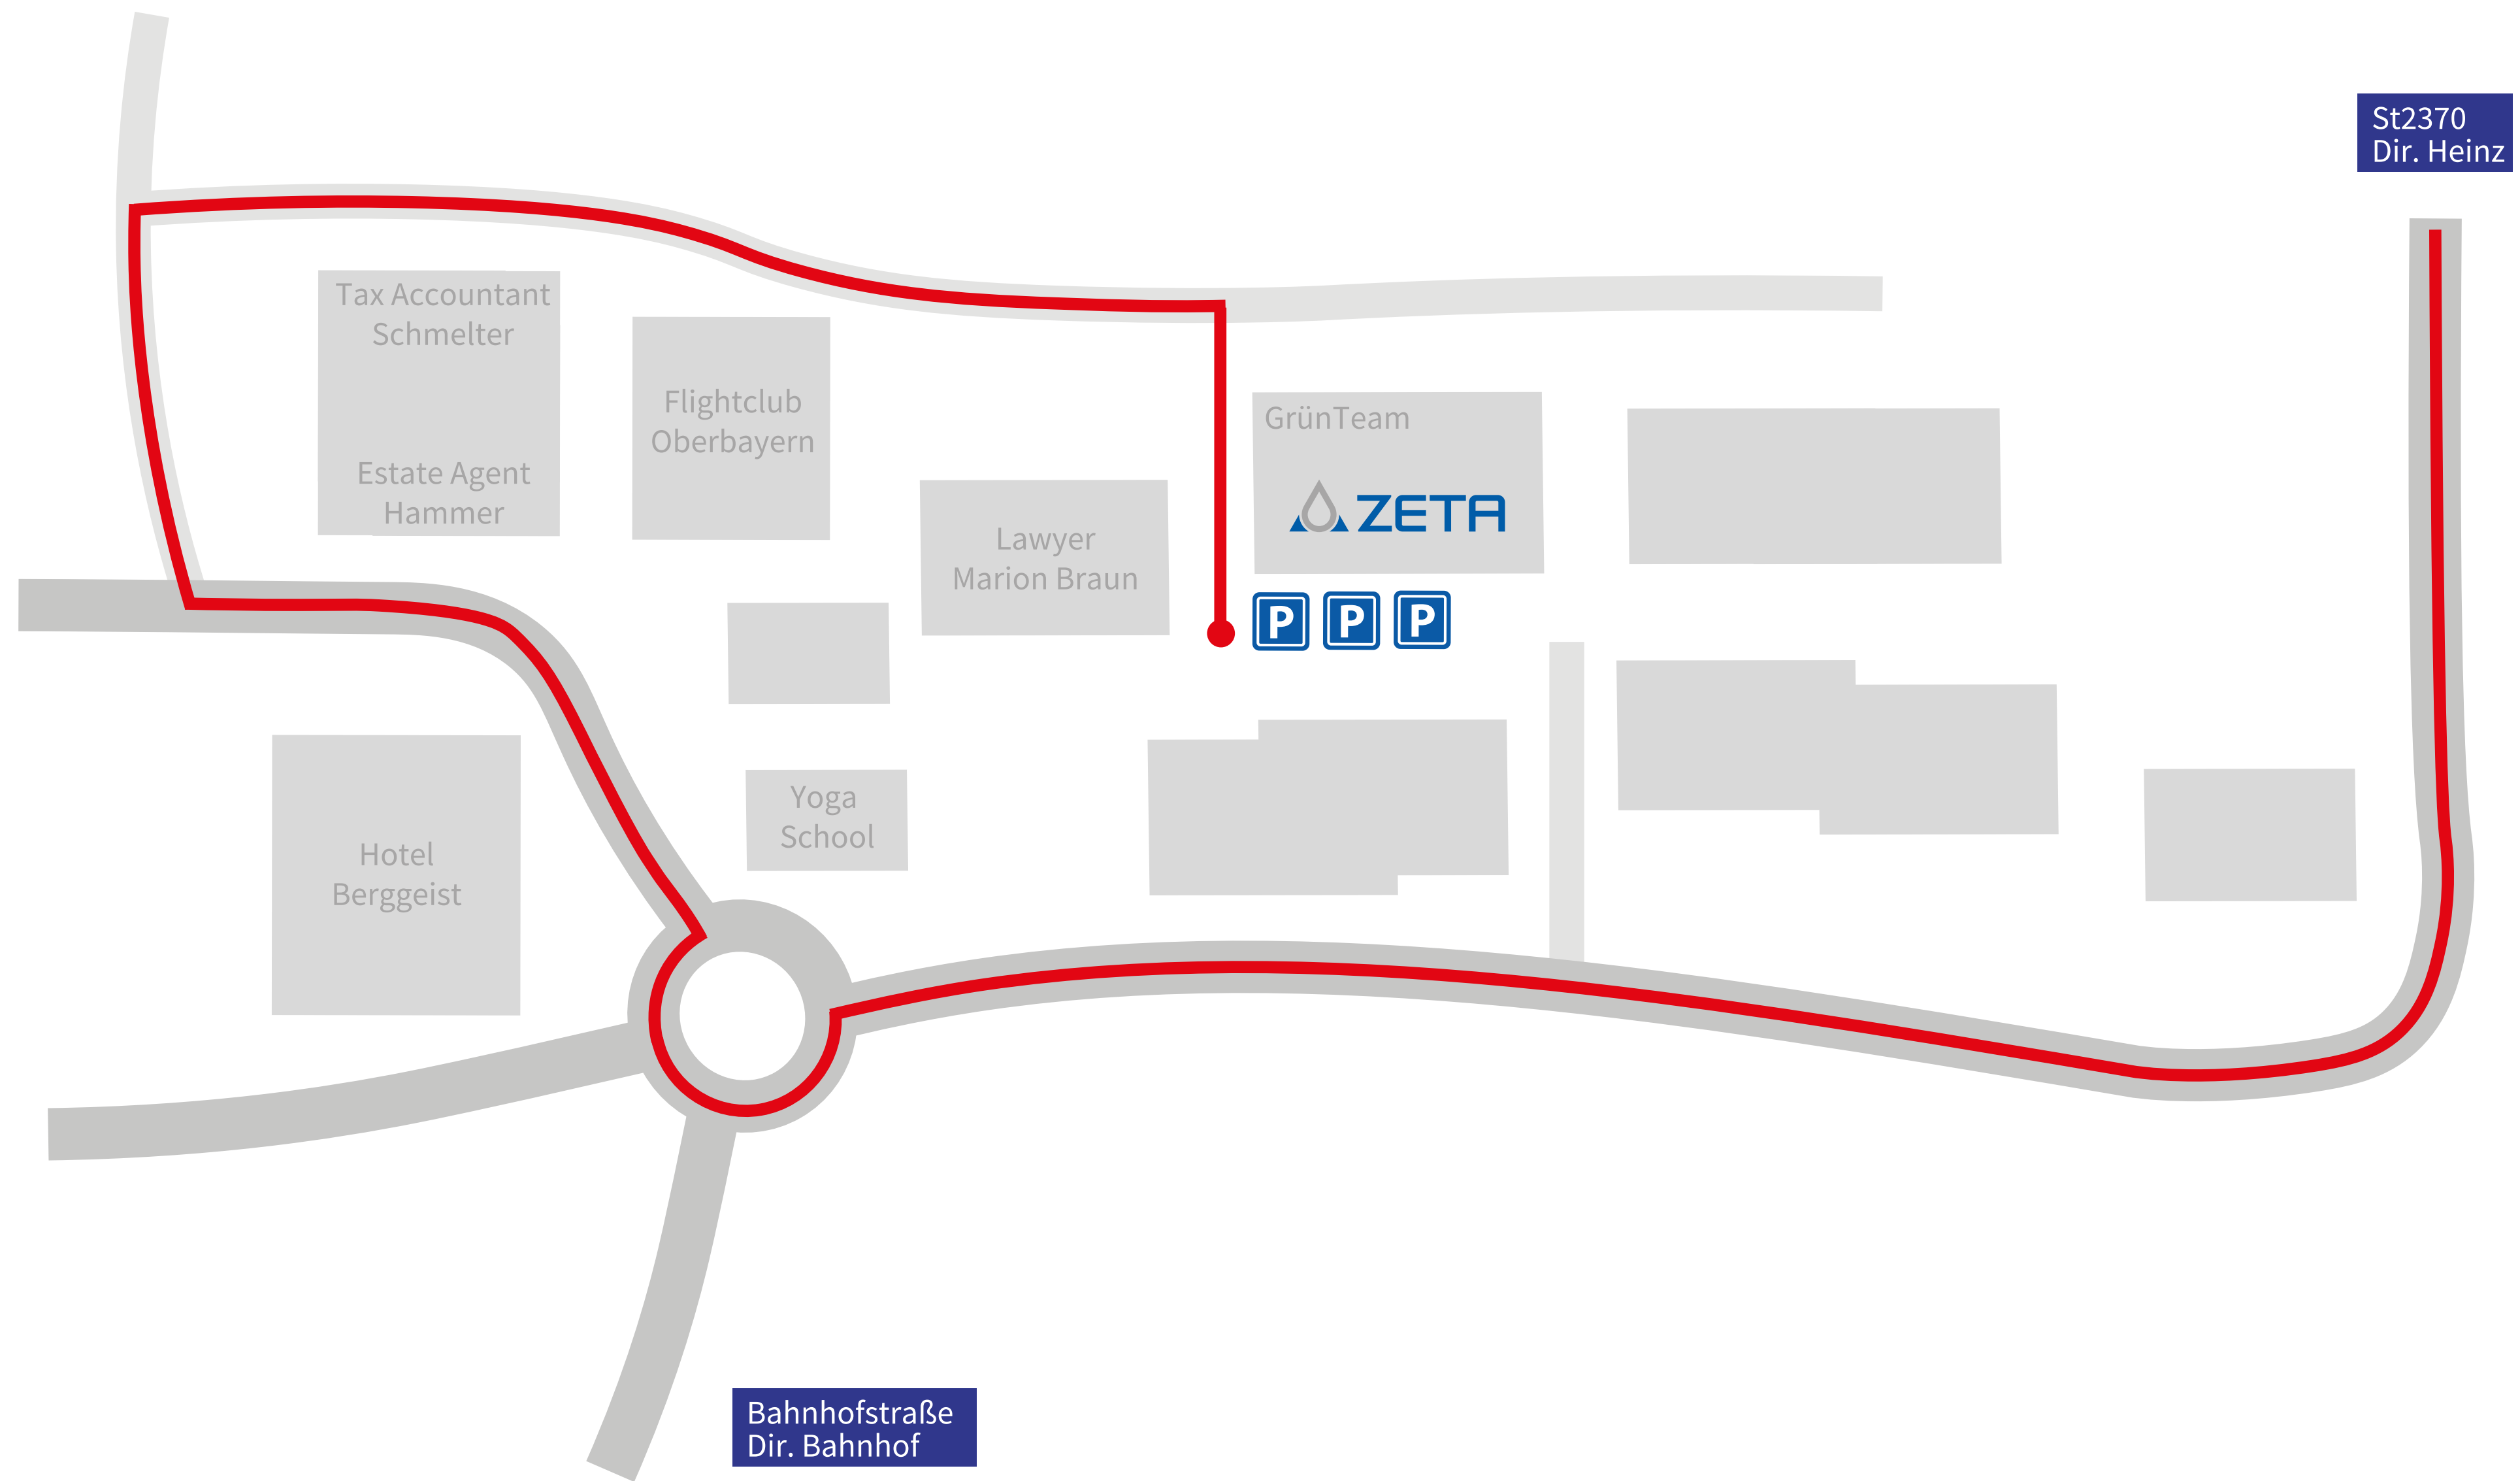 St2370
Dir. Heinz
Tax Accountant
Schmelter
Estate Agent
Hammer
Flightclub
Oberbayern
GrünTeam
ZETA
Lawyer
Marion Braun
P
P
P
Yoga
School
Hotel
Berggeist
Bahnhofstraße
Dir. Bahnhof